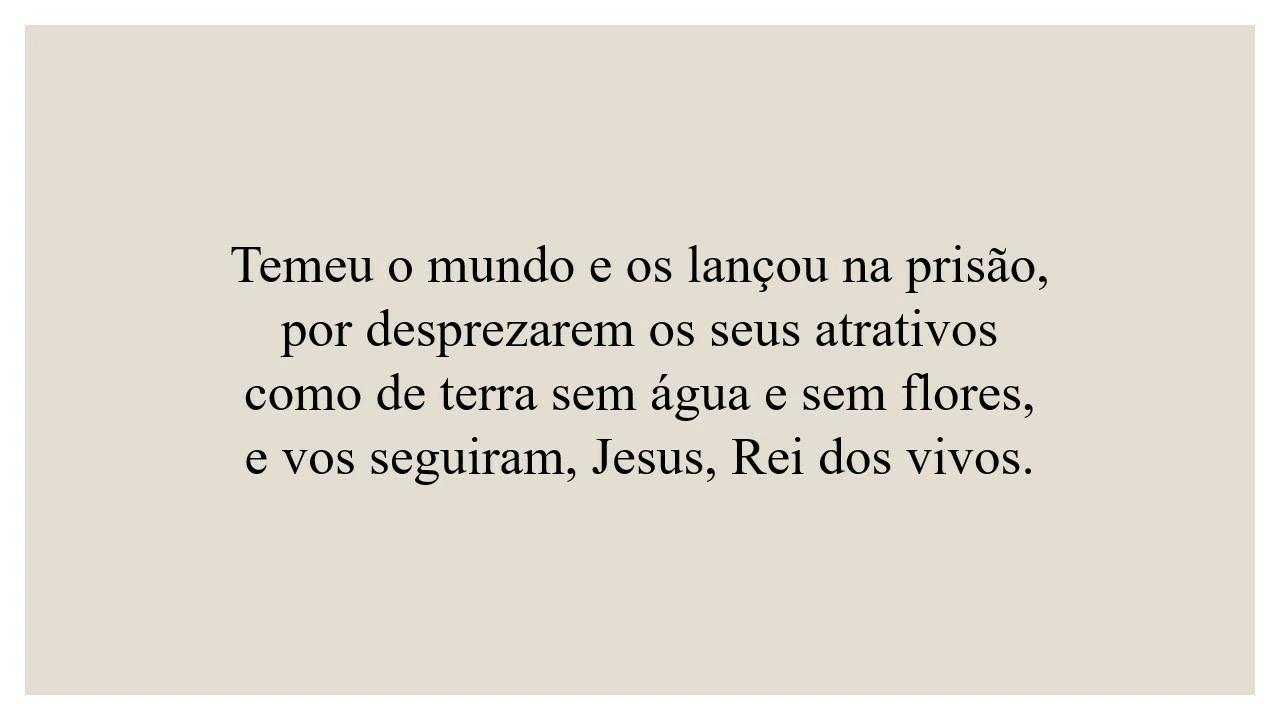 Temeu o mundo e os lançou na prisão,
por desprezarem os seus atrativos
como de terra sem água e sem flores,
e vos seguiram, Jesus, Rei dos vivos.